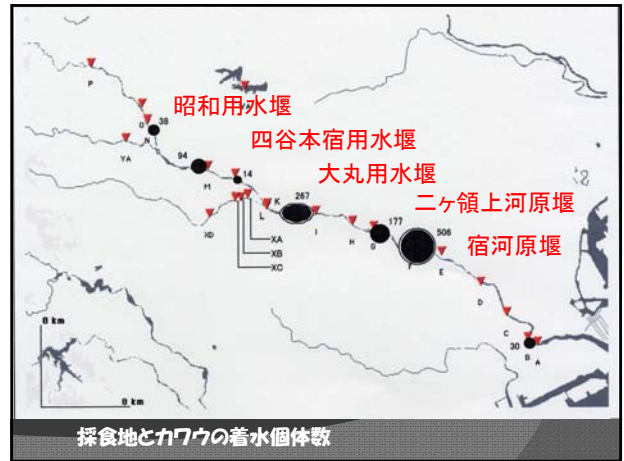 P
O
昭和用水堰
N
38
YA
四谷本宿用水堰
94
M
14
大丸用水堰
K
267
二ヶ領上河原堰
L
I
XD
H
177
G
506
宿河原堰
F
E
XA
XB
XC
D
C
30
B
A
8 km
8 km
採食地とカワウの着水個体数